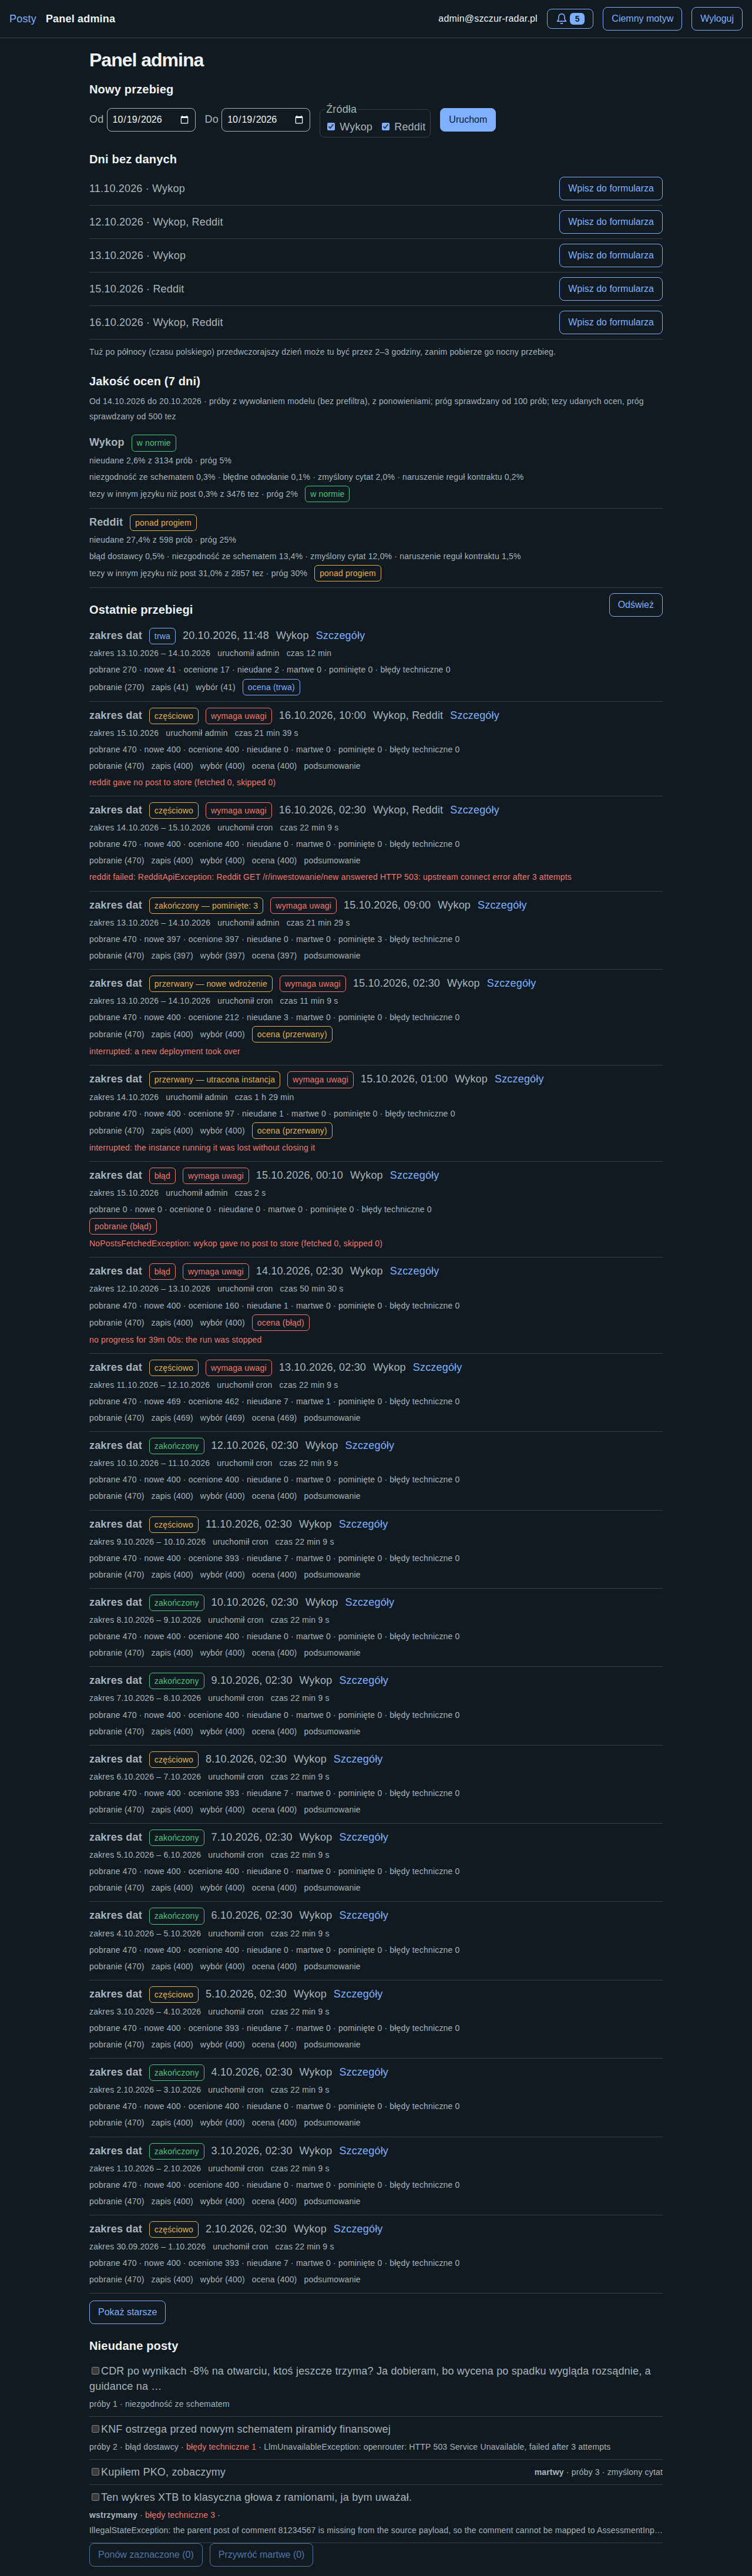 Posty Panel admina admin@szczur-radar.pl 5 Ciemny motyw Wyloguj
Panel admina
Nowy przebieg
Od 10/19/2026 Do 10/19/2026 Źródła Wykop Reddit Uruchom
Dni bez danych
11.10.2026 · Wykop Wpisz do formularza
12.10.2026 · Wykop, Reddit Wpisz do formularza
13.10.2026 · Wykop Wpisz do formularza
15.10.2026 · Reddit Wpisz do formularza
16.10.2026 · Wykop, Reddit Wpisz do formularza
Tuż po północy (czasu polskiego) przedwczorajszy dzień może tu być przez 2–3 godziny, zanim pobierze go nocny przebieg.
Jakość ocen (7 dni)
Od 14.10.2026 do 20.10.2026 · próby z wywołaniem modelu (bez prefiltra), z ponowieniami; próg sprawdzany od 100 prób; tezy udanych ocen, próg
sprawdzany od 500 tez
Wykop w normie
nieudane 2,6% z 3134 prób · próg 5%
niezgodność ze schematem 0,3% · błędne odwołanie 0,1% · zmyślony cytat 2,0% · naruszenie reguł kontraktu 0,2%
tezy w innym języku niż post 0,3% z 3476 tez · próg 2% w normie
Reddit ponad progiem
nieudane 27,4% z 598 prób · próg 25%
błąd dostawcy 0,5% · niezgodność ze schematem 13,4% · zmyślony cytat 12,0% · naruszenie reguł kontraktu 1,5%
tezy w innym języku niż post 31,0% z 2857 tez · próg 30% ponad progiem
Ostatnie przebiegi Odśwież
zakres dat trwa 20.10.2026, 11:48 Wykop Szczegóły
zakres 13.10.2026 – 14.10.2026 uruchomił admin czas 12 min
pobrane 270 · nowe 41 · ocenione 17 · nieudane 2 · martwe 0 · pominięte 0 · błędy techniczne 0
pobranie (270) zapis (41) wybór (41) ocena (trwa)
zakres dat częściowo wymaga uwagi 16.10.2026, 10:00 Wykop, Reddit Szczegóły
zakres 15.10.2026 uruchomił admin czas 21 min 39 s
pobrane 470 · nowe 400 · ocenione 400 · nieudane 0 · martwe 0 · pominięte 0 · błędy techniczne 0
pobranie (470) zapis (400) wybór (400) ocena (400) podsumowanie
reddit gave no post to store (fetched 0, skipped 0)
zakres dat częściowo wymaga uwagi 16.10.2026, 02:30 Wykop, Reddit Szczegóły
zakres 14.10.2026 – 15.10.2026 uruchomił cron czas 22 min 9 s
pobrane 470 · nowe 400 · ocenione 400 · nieudane 0 · martwe 0 · pominięte 0 · błędy techniczne 0
pobranie (470) zapis (400) wybór (400) ocena (400) podsumowanie
reddit failed: RedditApiException: Reddit GET /r/inwestowanie/new answered HTTP 503: upstream connect error after 3 attempts
zakres dat zakończony — pominięte: 3 wymaga uwagi 15.10.2026, 09:00 Wykop Szczegóły
zakres 13.10.2026 – 14.10.2026 uruchomił admin czas 21 min 29 s
pobrane 470 · nowe 397 · ocenione 397 · nieudane 0 · martwe 0 · pominięte 3 · błędy techniczne 0
pobranie (470) zapis (397) wybór (397) ocena (397) podsumowanie
zakres dat przerwany — nowe wdrożenie wymaga uwagi 15.10.2026, 02:30 Wykop Szczegóły
zakres 13.10.2026 – 14.10.2026 uruchomił cron czas 11 min 9 s
pobrane 470 · nowe 400 · ocenione 212 · nieudane 3 · martwe 0 · pominięte 0 · błędy techniczne 0
pobranie (470) zapis (400) wybór (400) ocena (przerwany)
interrupted: a new deployment took over
zakres dat przerwany — utracona instancja wymaga uwagi 15.10.2026, 01:00 Wykop Szczegóły
zakres 14.10.2026 uruchomił admin czas 1 h 29 min
pobrane 470 · nowe 400 · ocenione 97 · nieudane 1 · martwe 0 · pominięte 0 · błędy techniczne 0
pobranie (470) zapis (400) wybór (400) ocena (przerwany)
interrupted: the instance running it was lost without closing it
zakres dat błąd wymaga uwagi 15.10.2026, 00:10 Wykop Szczegóły
zakres 15.10.2026 uruchomił admin czas 2 s
pobrane 0 · nowe 0 · ocenione 0 · nieudane 0 · martwe 0 · pominięte 0 · błędy techniczne 0
pobranie (błąd)
NoPostsFetchedException: wykop gave no post to store (fetched 0, skipped 0)
zakres dat błąd wymaga uwagi 14.10.2026, 02:30 Wykop Szczegóły
zakres 12.10.2026 – 13.10.2026 uruchomił cron czas 50 min 30 s
pobrane 470 · nowe 400 · ocenione 160 · nieudane 1 · martwe 0 · pominięte 0 · błędy techniczne 0
pobranie (470) zapis (400) wybór (400) ocena (błąd)
no progress for 39m 00s: the run was stopped
zakres dat częściowo wymaga uwagi 13.10.2026, 02:30 Wykop Szczegóły
zakres 11.10.2026 – 12.10.2026 uruchomił cron czas 22 min 9 s
pobrane 470 · nowe 469 · ocenione 462 · nieudane 7 · martwe 1 · pominięte 0 · błędy techniczne 0
pobranie (470) zapis (469) wybór (469) ocena (469) podsumowanie
zakres dat zakończony 12.10.2026, 02:30 Wykop Szczegóły
zakres 10.10.2026 – 11.10.2026 uruchomił cron czas 22 min 9 s
pobrane 470 · nowe 400 · ocenione 400 · nieudane 0 · martwe 0 · pominięte 0 · błędy techniczne 0
pobranie (470) zapis (400) wybór (400) ocena (400) podsumowanie
zakres dat częściowo 11.10.2026, 02:30 Wykop Szczegóły
zakres 9.10.2026 – 10.10.2026 uruchomił cron czas 22 min 9 s
pobrane 470 · nowe 400 · ocenione 393 · nieudane 7 · martwe 0 · pominięte 0 · błędy techniczne 0
pobranie (470) zapis (400) wybór (400) ocena (400) podsumowanie
zakres dat zakończony 10.10.2026, 02:30 Wykop Szczegóły
zakres 8.10.2026 – 9.10.2026 uruchomił cron czas 22 min 9 s
pobrane 470 · nowe 400 · ocenione 400 · nieudane 0 · martwe 0 · pominięte 0 · błędy techniczne 0
pobranie (470) zapis (400) wybór (400) ocena (400) podsumowanie
zakres dat zakończony 9.10.2026, 02:30 Wykop Szczegóły
zakres 7.10.2026 – 8.10.2026 uruchomił cron czas 22 min 9 s
pobrane 470 · nowe 400 · ocenione 400 · nieudane 0 · martwe 0 · pominięte 0 · błędy techniczne 0
pobranie (470) zapis (400) wybór (400) ocena (400) podsumowanie
zakres dat częściowo 8.10.2026, 02:30 Wykop Szczegóły
zakres 6.10.2026 – 7.10.2026 uruchomił cron czas 22 min 9 s
pobrane 470 · nowe 400 · ocenione 393 · nieudane 7 · martwe 0 · pominięte 0 · błędy techniczne 0
pobranie (470) zapis (400) wybór (400) ocena (400) podsumowanie
zakres dat zakończony 7.10.2026, 02:30 Wykop Szczegóły
zakres 5.10.2026 – 6.10.2026 uruchomił cron czas 22 min 9 s
pobrane 470 · nowe 400 · ocenione 400 · nieudane 0 · martwe 0 · pominięte 0 · błędy techniczne 0
pobranie (470) zapis (400) wybór (400) ocena (400) podsumowanie
zakres dat zakończony 6.10.2026, 02:30 Wykop Szczegóły
zakres 4.10.2026 – 5.10.2026 uruchomił cron czas 22 min 9 s
pobrane 470 · nowe 400 · ocenione 400 · nieudane 0 · martwe 0 · pominięte 0 · błędy techniczne 0
pobranie (470) zapis (400) wybór (400) ocena (400) podsumowanie
zakres dat częściowo 5.10.2026, 02:30 Wykop Szczegóły
zakres 3.10.2026 – 4.10.2026 uruchomił cron czas 22 min 9 s
pobrane 470 · nowe 400 · ocenione 393 · nieudane 7 · martwe 0 · pominięte 0 · błędy techniczne 0
pobranie (470) zapis (400) wybór (400) ocena (400) podsumowanie
zakres dat zakończony 4.10.2026, 02:30 Wykop Szczegóły
zakres 2.10.2026 – 3.10.2026 uruchomił cron czas 22 min 9 s
pobrane 470 · nowe 400 · ocenione 400 · nieudane 0 · martwe 0 · pominięte 0 · błędy techniczne 0
pobranie (470) zapis (400) wybór (400) ocena (400) podsumowanie
zakres dat zakończony 3.10.2026, 02:30 Wykop Szczegóły
zakres 1.10.2026 – 2.10.2026 uruchomił cron czas 22 min 9 s
pobrane 470 · nowe 400 · ocenione 400 · nieudane 0 · martwe 0 · pominięte 0 · błędy techniczne 0
pobranie (470) zapis (400) wybór (400) ocena (400) podsumowanie
zakres dat częściowo 2.10.2026, 02:30 Wykop Szczegóły
zakres 30.09.2026 – 1.10.2026 uruchomił cron czas 22 min 9 s
pobrane 470 · nowe 400 · ocenione 393 · nieudane 7 · martwe 0 · pominięte 0 · błędy techniczne 0
pobranie (470) zapis (400) wybór (400) ocena (400) podsumowanie
Pokaż starsze
Nieudane posty
CDR po wynikach -8% na otwarciu, ktoś jeszcze trzyma? Ja dobieram, bo wycena po spadku wygląda rozsądnie, a
guidance na …
próby 1 · niezgodność ze schematem
KNF ostrzega przed nowym schematem piramidy finansowej
próby 2 · błąd dostawcy · błędy techniczne 1 · LlmUnavailableException: openrouter: HTTP 503 Service Unavailable, failed after 3 attempts
Kupiłem PKO, zobaczymy martwy · próby 3 · zmyślony cytat
Ten wykres XTB to klasyczna głowa z ramionami, ja bym uważał.
wstrzymany · błędy techniczne 3 ·
IllegalStateException: the parent post of comment 81234567 is missing from the source payload, so the comment cannot be mapped to AssessmentInp…
Ponów zaznaczone (0) Przywróć martwe (0)